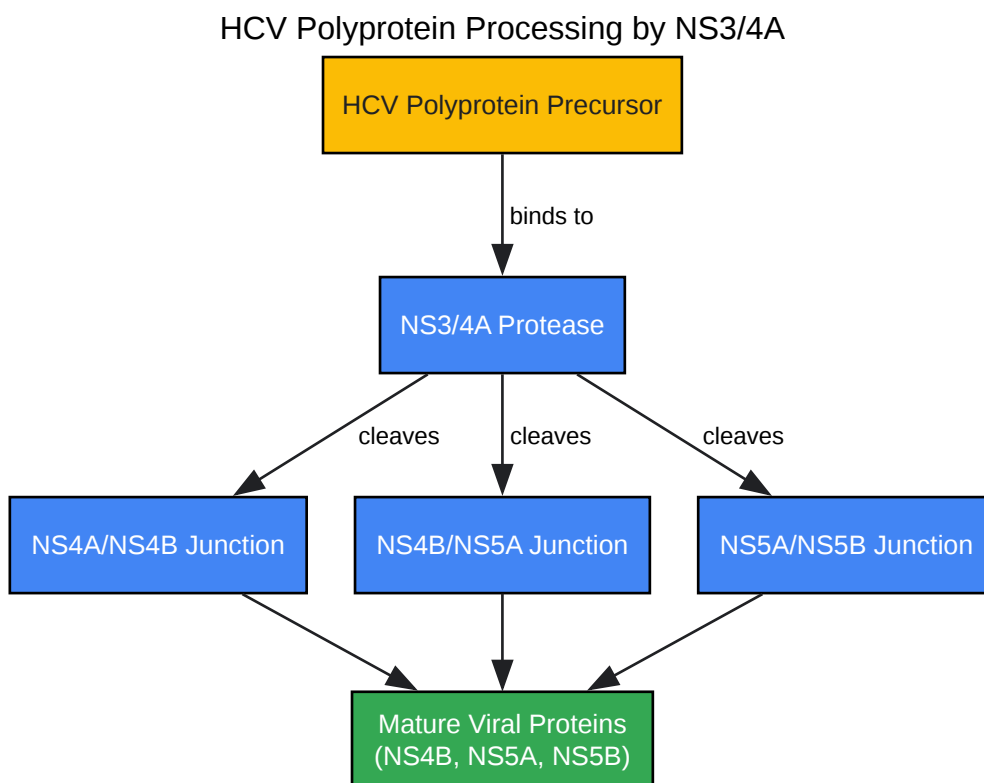 HCV Polyprotein Processing by NS3/4A
HCV Polyprotein Precursor
binds to
NS3/4A Protease
cleaves
cleaves
cleaves
NS4A/NS4B Junction
NS4B/NS5A Junction
NS5A/NS5B Junction
Mature Viral Proteins
(NS4B, NS5A, NS5B)